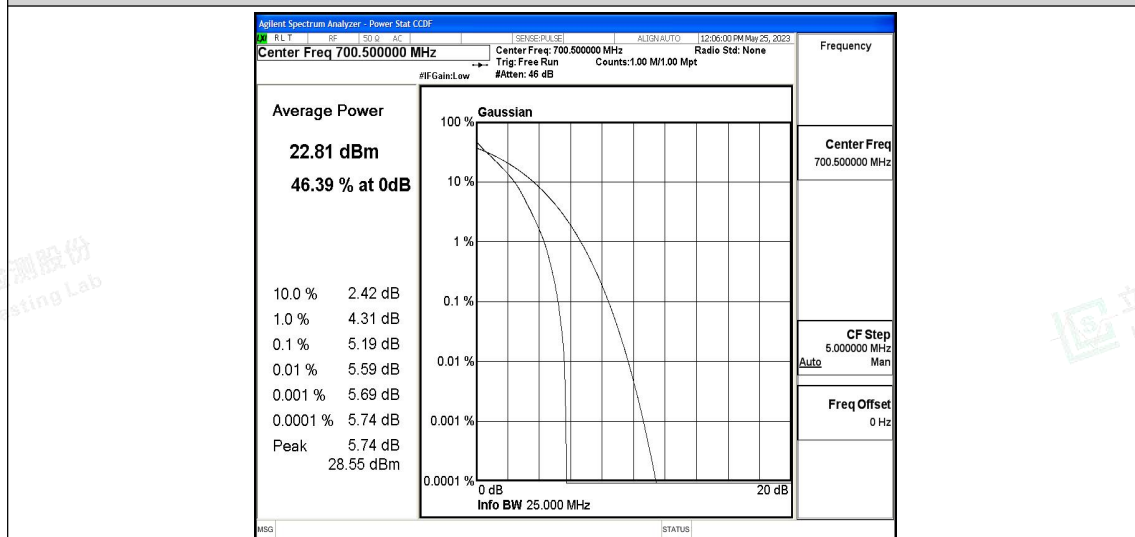 Agilent Spectrum Analyzer - Power Stat CCDF
RLT RF 50 Ω AC SENSE:PULSE ALIGN AUTO 12:06:00 PM May 25, 2023
Center Freq 700.500000 MHz
Center Freq: 700.500000 MHz Radio Std: None
Trig: Free Run Counts:1.00 M/1.00 Mpt
#IFGain:Low #Atten: 46 dB
Frequency
Average Power
22.81 dBm
46.39 % at 0dB
10.0 % 2.42 dB
1.0 % 4.31 dB
0.1 % 5.19 dB
0.01 % 5.59 dB
0.001 % 5.69 dB
0.0001 % 5.74 dB
Peak 5.74 dB
28.55 dBm
Gaussian
100 %
10 %
1 %
0.1 %
0.01 %
0.001 %
0.0001 %
0 dB 20 dB
Info BW 25.000 MHz
Center Freq
700.500000 MHz
CF Step
5.000000 MHz
Auto Man
Freq Offset
0 Hz
MSG STATUS
测股份
sting Lab
立